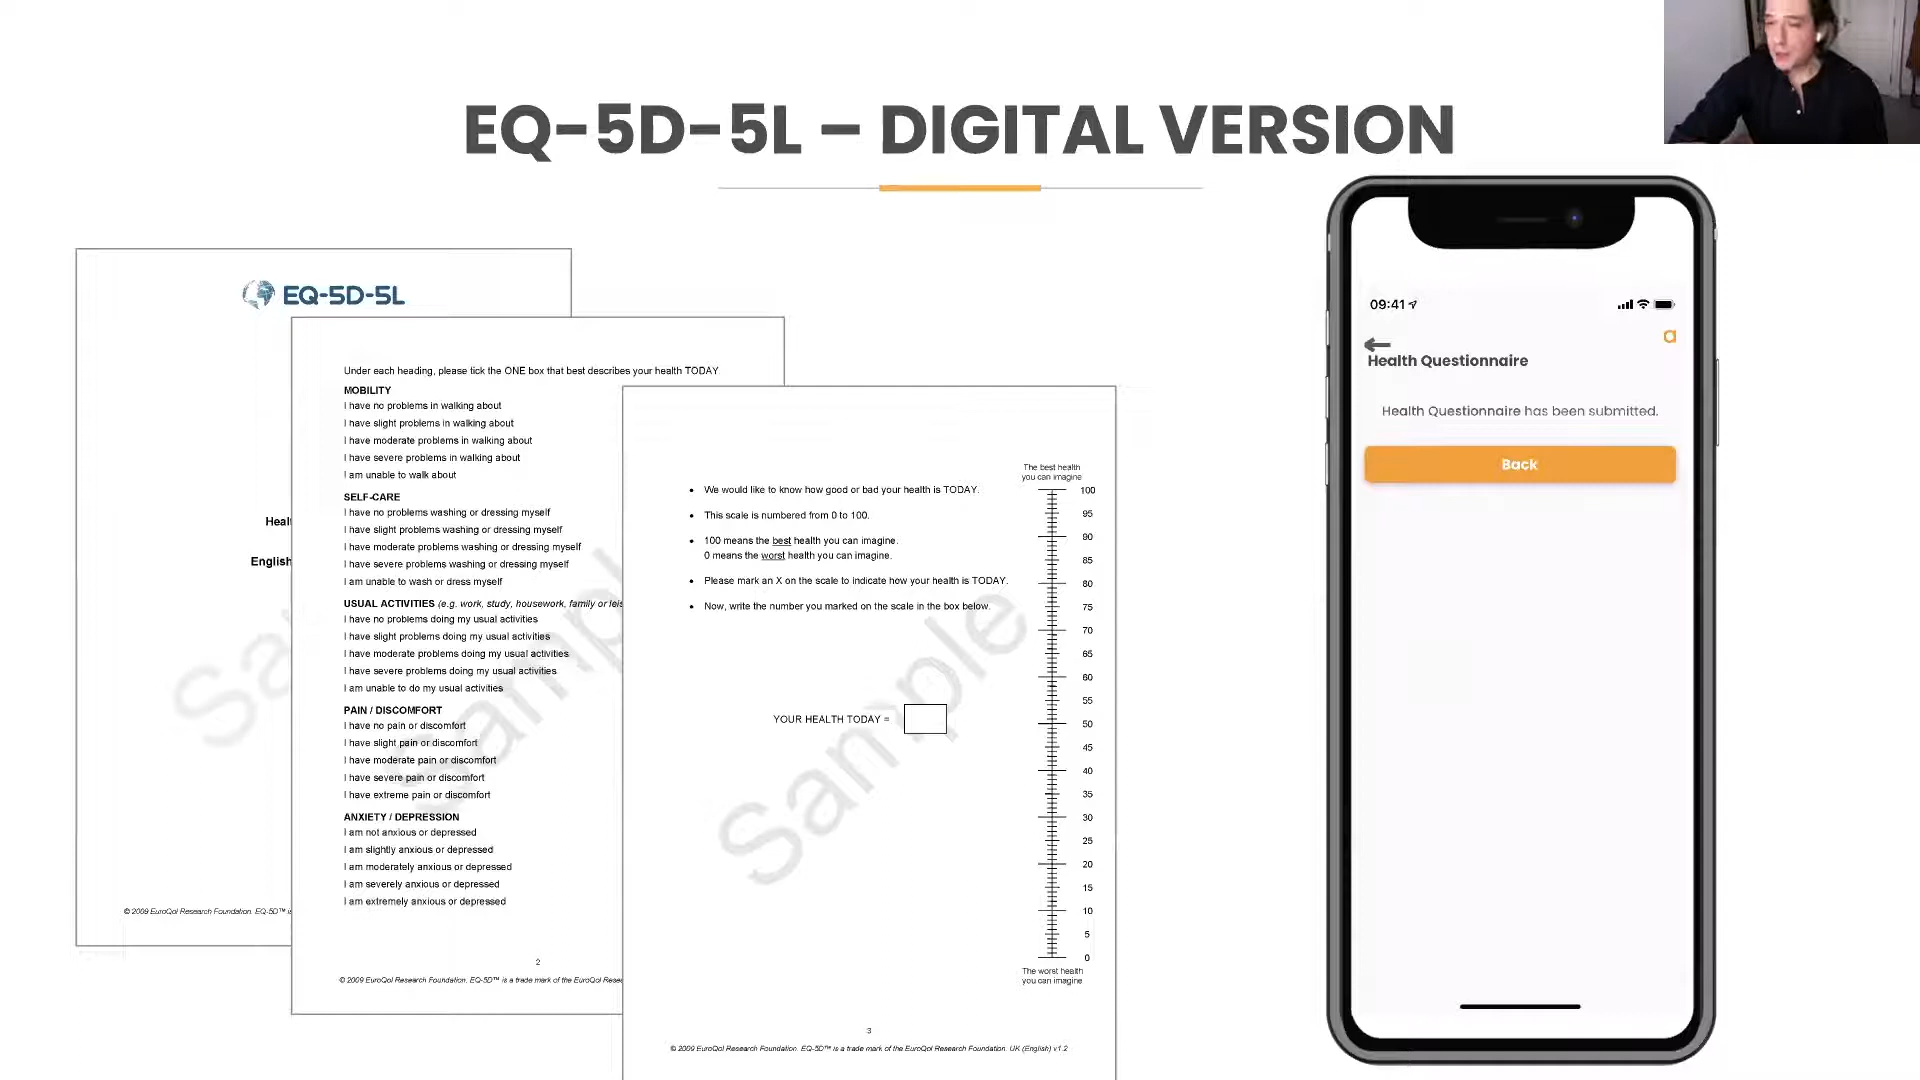 EQ-5D-5L – DIGITAL VERSION
EQ-5D-5L
English
© 2009 EuroQol Research Foundation. EQ-5D™ is
Sample
Under each heading, please tick the ONE box that best describes your health TODAY
MOBILITY
I have no problems in walking about
I have slight problems in walking about
I have moderate problems in walking about
I have severe problems in walking about
I am unable to walk about
SELF-CARE
I have no problems washing or dressing myself
I have slight problems washing or dressing myself
I have moderate problems washing or dressing myself
I have severe problems washing or dressing myself
I am unable to wash or dress myself
USUAL ACTIVITIES (e.g. work, study, housework, family or leis
I have no problems doing my usual activities
I have slight problems doing my usual activities
I have moderate problems doing my usual activities
I have severe problems doing my usual activities
I am unable to do my usual activities
PAIN / DISCOMFORT
I have no pain or discomfort
I have slight pain or discomfort
I have moderate pain or discomfort
I have severe pain or discomfort
I have extreme pain or discomfort
ANXIETY / DEPRESSION
I am not anxious or depressed
I am slightly anxious or depressed
I am moderately anxious or depressed
I am severely anxious or depressed
I am extremely anxious or depressed
2
© 2009 EuroQol Research Foundation. EQ-5D™ is a trade mark of the EuroQol
• We would like to know how good or bad your health is TODAY.
• This scale is numbered from 0 to 100.
• 100 means the best health you can imagine.
0 means the worst health you can imagine.
• Please mark an X on the scale to indicate how your health is TODAY.
• Now, write the number you marked on the scale in the box below.
YOUR HEALTH TODAY =
Sample
The best health
you can imagine
100
95
90
85
80
75
70
65
60
55
50
45
40
35
30
25
20
15
10
5
0
The worst health
you can imagine
3
© 2009 EuroQol Research Foundation. EQ-5D™ is a trade mark of the EuroQol Research Foundation. UK (English) v1.2
09:41
a
Health Questionnaire
Health Questionnaire has been submitted.
Back